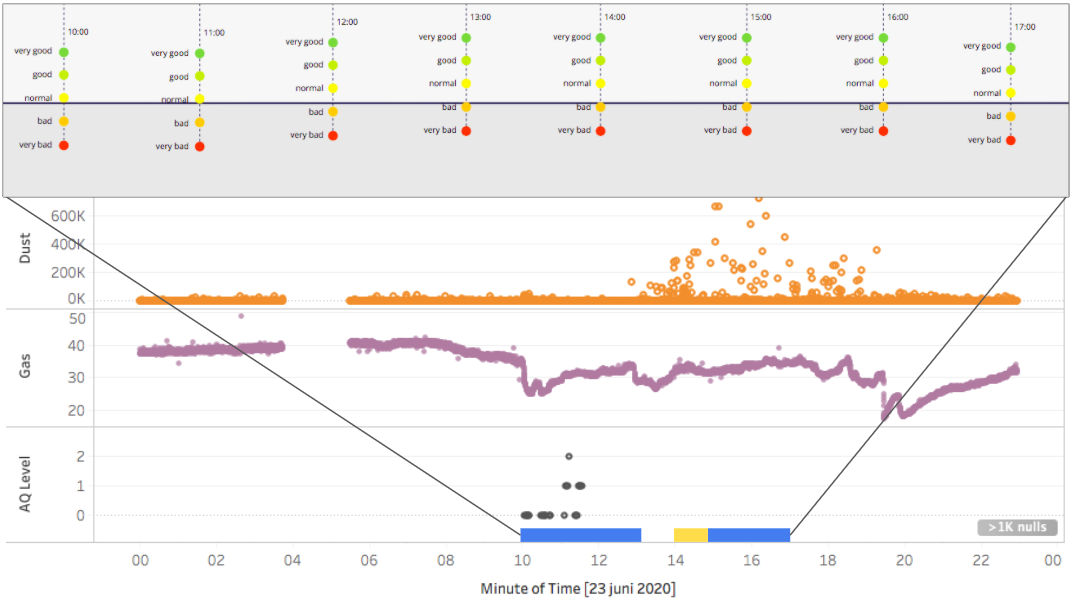 10:00 11:00 12:00 13:00 14:00 15:00 16:00 17:00
very good very good very good very good very good very good very good very good
good good good good good good good good
normal normal normal normal normal normal normal normal
bad bad bad bad bad bad bad bad
very bad very bad very bad very bad very bad very bad very bad very bad
Dust
600K
400K
200K
0K
Gas
50
40
30
20
AQ Level
2
1
0
>1K nulls
00 02 04 06 08 10 12 14 16 18 20 22 00
Minute of Time [23 juni 2020]